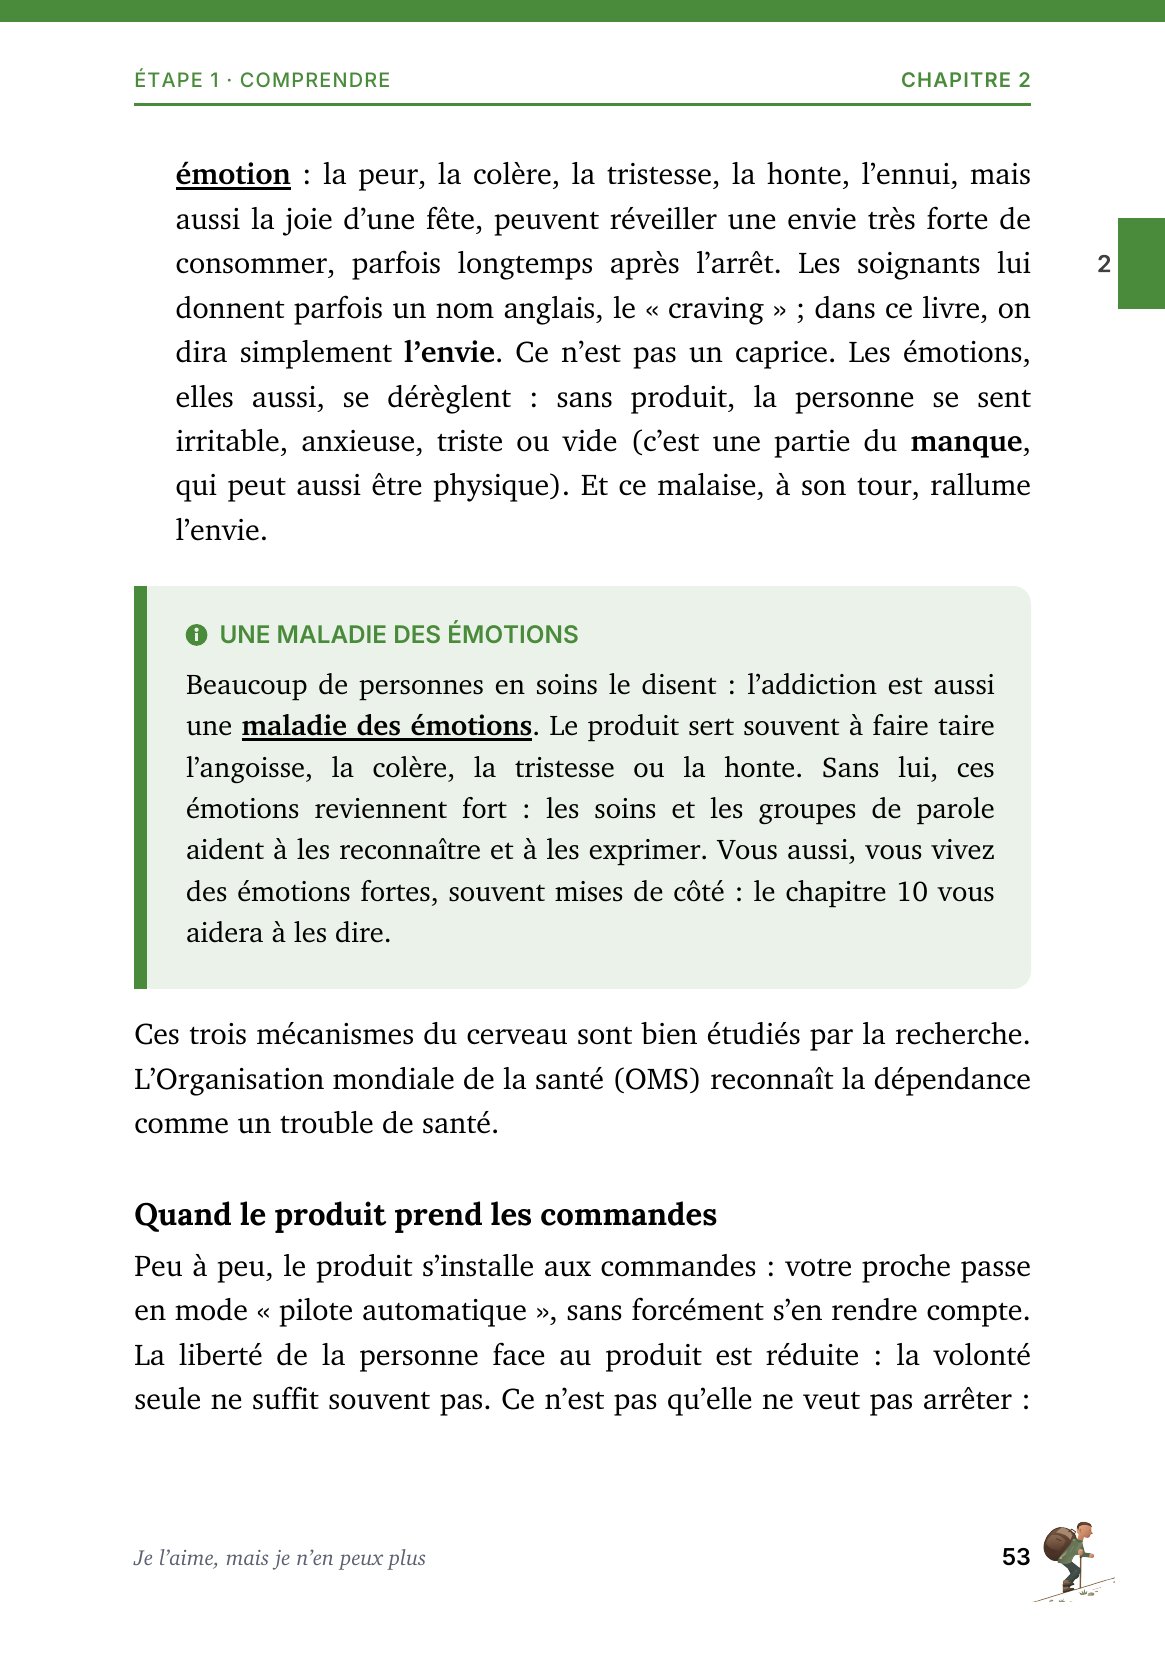 ÉTAPE 1 · COMPRENDRE
CHAPITRE 2
émotion : la peur, la colère, la tristesse, la honte, l’ennui, mais
aussi la joie d’une fête, peuvent réveiller une envie très forte de
consommer, parfois longtemps après l’arrêt. Les soignants lui
2
donnent parfois un nom anglais, le « craving » ; dans ce livre, on
dira simplement l’envie. Ce n’est pas un caprice. Les émotions,
elles aussi, se dérèglent : sans produit, la personne se sent
irritable, anxieuse, triste ou vide (c’est une partie du manque,
qui peut aussi être physique). Et ce malaise, à son tour, rallume
l’envie.
UNE MALADIE DES ÉMOTIONS
Beaucoup de personnes en soins le disent : l’addiction est aussi
une maladie des émotions. Le produit sert souvent à faire taire
l’angoisse, la colère, la tristesse ou la honte. Sans lui, ces
émotions reviennent fort : les soins et les groupes de parole
aident à les reconnaître et à les exprimer. Vous aussi, vous vivez
des émotions fortes, souvent mises de côté : le chapitre 10 vous
aidera à les dire.
Ces trois mécanismes du cerveau sont bien étudiés par la recherche.
L’Organisation mondiale de la santé (OMS) reconnaît la dépendance
comme un trouble de santé.
Quand le produit prend les commandes
Peu à peu, le produit s’installe aux commandes : votre proche passe
en mode « pilote automatique », sans forcément s’en rendre compte.
La liberté de la personne face au produit est réduite : la volonté
seule ne suffit souvent pas. Ce n’est pas qu’elle ne veut pas arrêter :
Je l’aime, mais je n’en peux plus
53